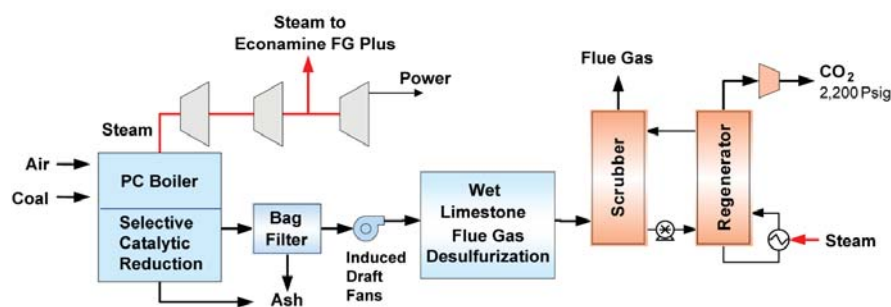 Steam to
Econamine FG Plus
Power
Steam
Air
Coal
PC Boiler
Selective
Catalytic
Reduction
Bag
Filter
Ash
Induced
Draft
Fans
Wet
Limestone
Flue Gas
Desulfurization
Flue Gas
Scrubber
Regenerator
CO₂
2,200 Psig
Steam